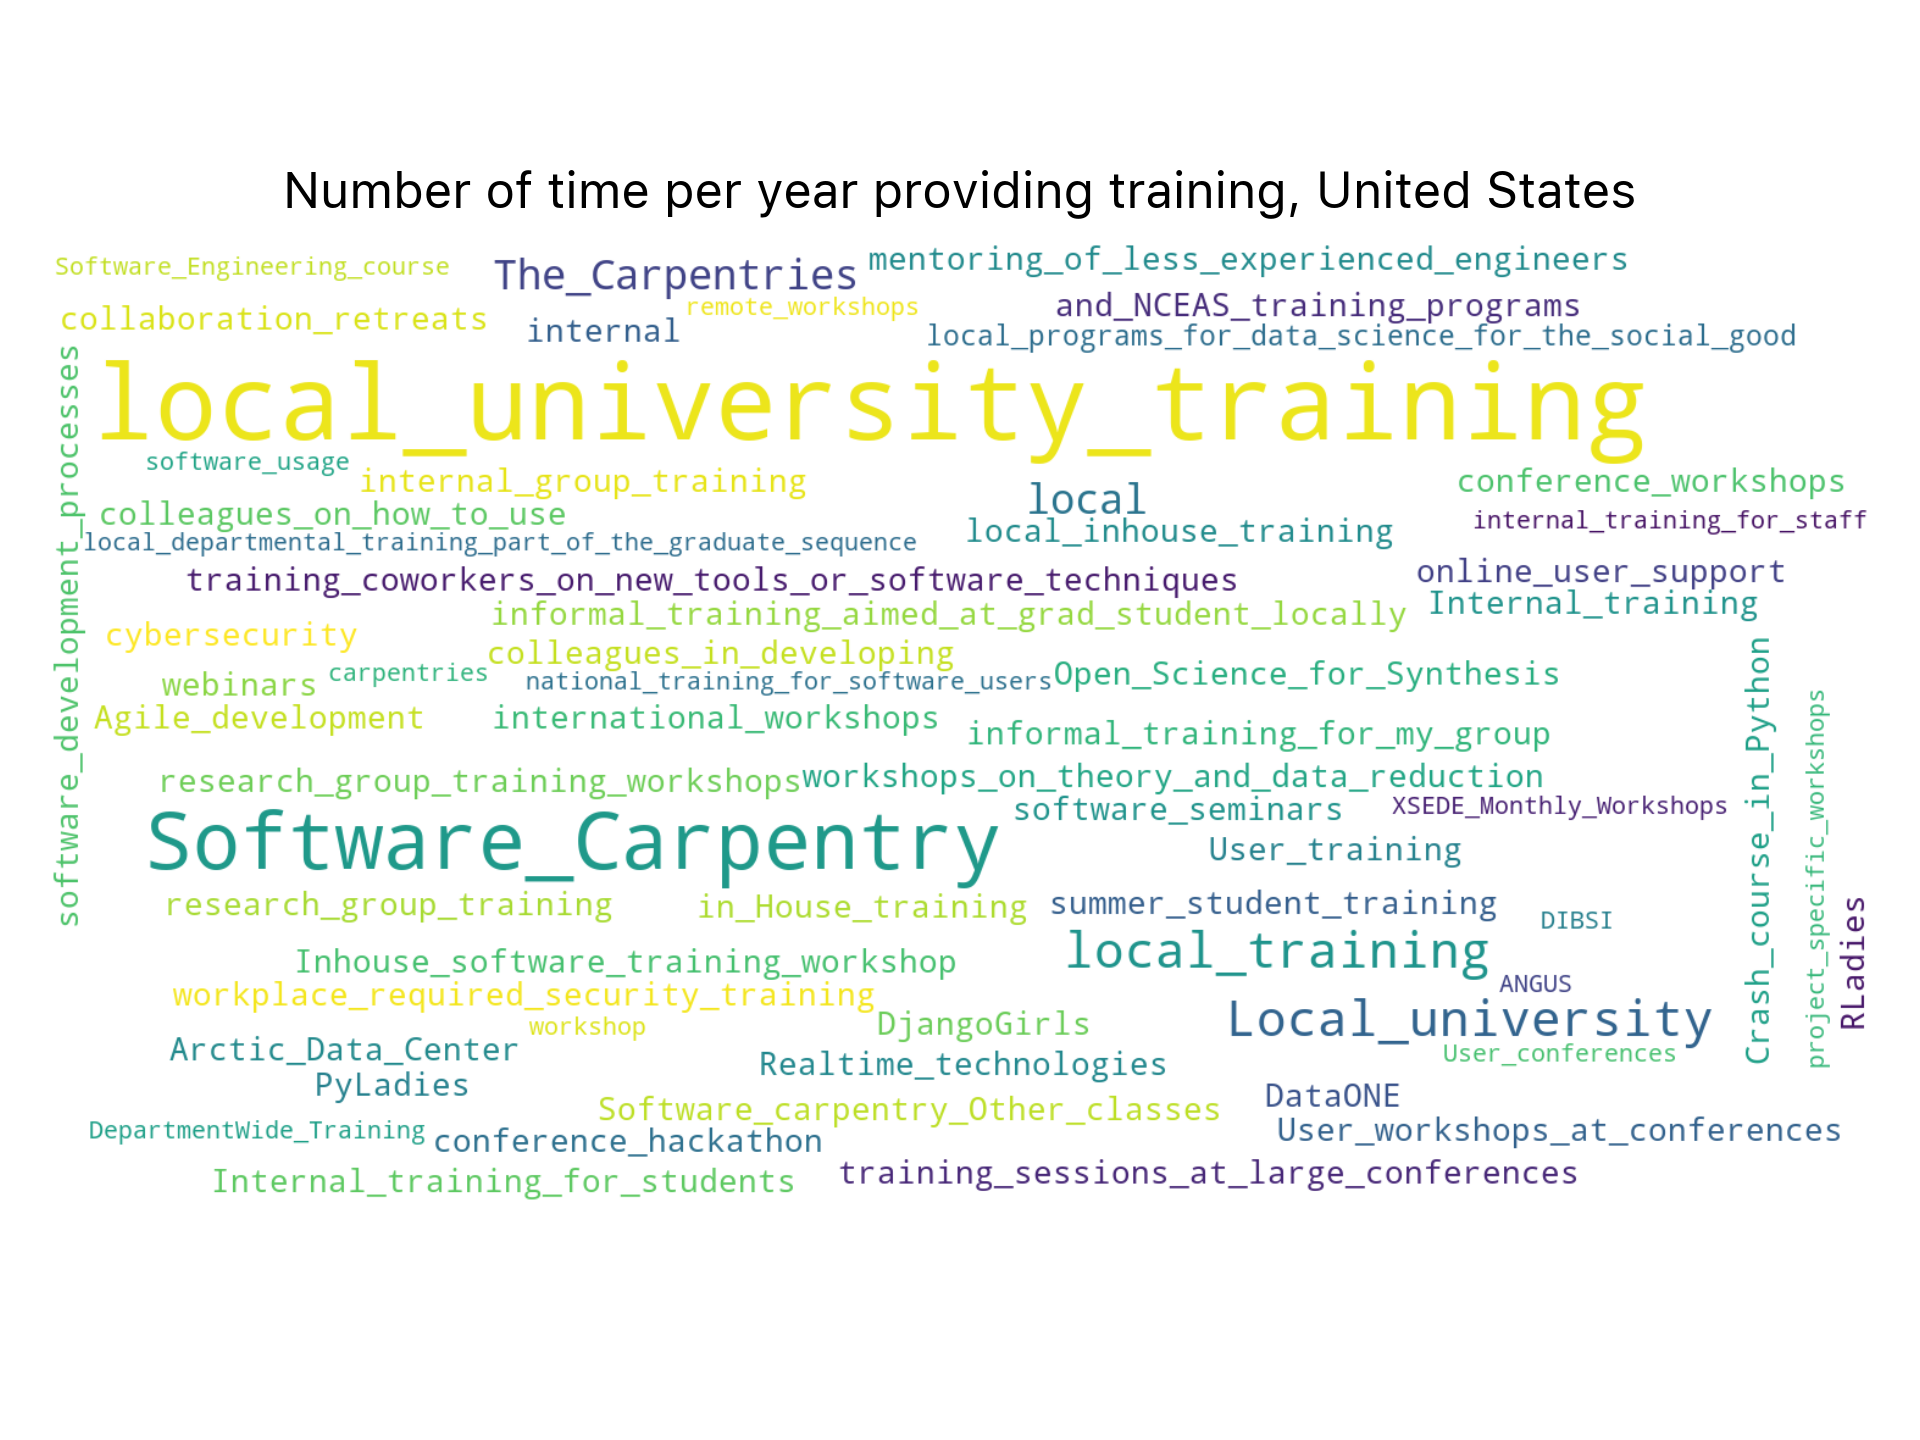 Number of time per year providing training, United States
Software_Engineering_course
The_Carpentries
mentoring_of_less_experienced_engineers
collaboration_retreats
remote_workshops
internal
and_NCEAS_training_programs
local_programs_for_data_science_for_the_social_good
software_development_processes
local_university_training
software_usage
internal_group_training
local
conference_workshops
colleagues_on_how_to_use
local_inhouse_training
internal_training_for_staff
local_departmental_training_part_of_the_graduate_sequence
training_coworkers_on_new_tools_or_software_techniques
online_user_support
informal_training_aimed_at_grad_student_locally
Internal_training
cybersecurity
colleagues_in_developing
webinars
carpentries
national_training_for_software_users
Open_Science_for_Synthesis
Agile_development
international_workshops
informal_training_for_my_group
research_group_training_workshops
workshops_on_theory_and_data_reduction
Software_Carpentry
software_seminars
XSEDE_Monthly_Workshops
User_training
Crash_course_in_Python
project_specific_workshops
RLadies
research_group_training
in_House_training
summer_student_training
DIBSI
Inhouse_software_training_workshop
local_training
workplace_required_security_training
ANGUS
workshop
DjangoGirls
Local_university
Arctic_Data_Center
Realtime_technologies
User_conferences
PyLadies
DataONE
Software_carpentry_Other_classes
DepartmentWide_Training
conference_hackathon
User_workshops_at_conferences
Internal_training_for_students
training_sessions_at_large_conferences